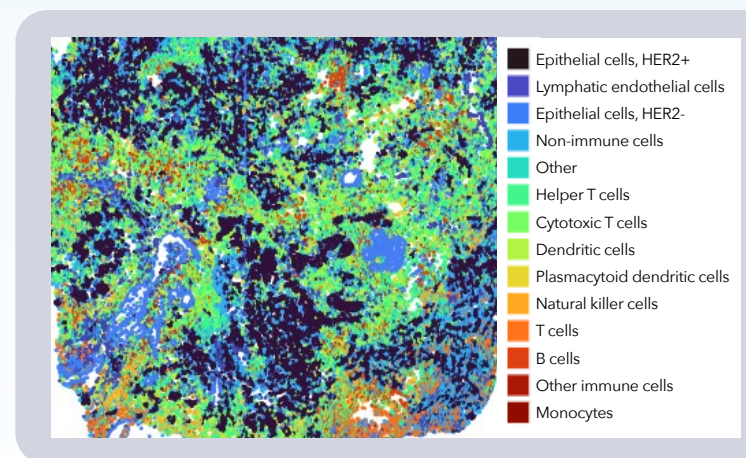 Epithelial cells, HER2+
Lymphatic endothelial cells
Epithelial cells, HER2-
Non-immune cells
Other
Helper T cells
Cytotoxic T cells
Dendritic cells
Plasmacytoid dendritic cells
Natural killer cells
T cells
B cells
Other immune cells
Monocytes